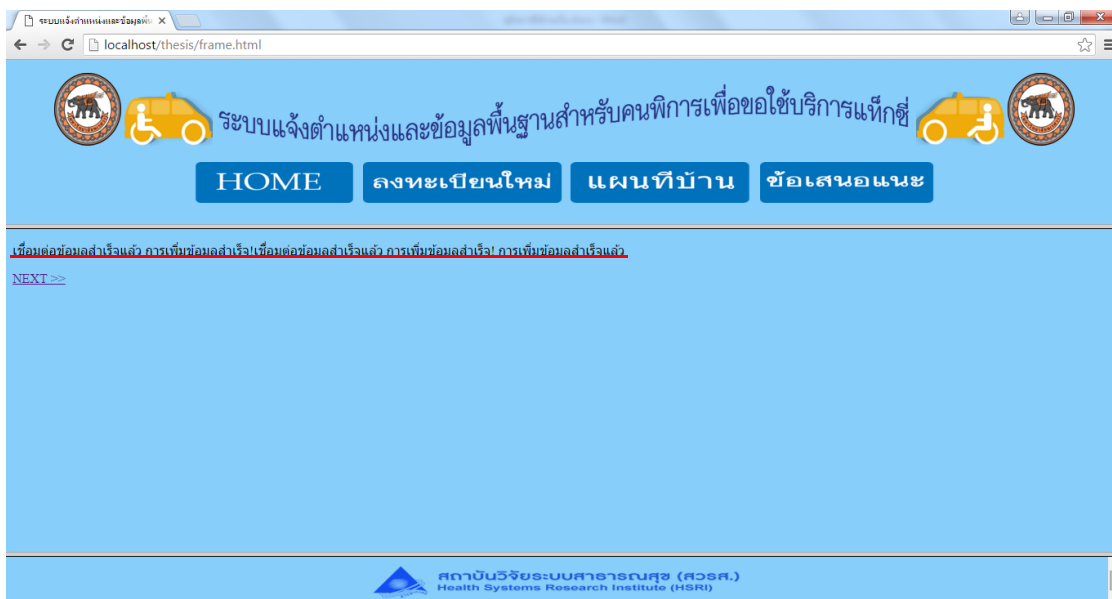 ระบบแจ้งตำแหน่งและข้อมูลพื้น
localhost/thesis/frame.html
ระบบแจ้งตำแหน่งและข้อมูลพื้นฐานสำหรับคนพิการเพื่อขอใช้บริการแท็กซี่
HOME ลงทะเบียนใหม่ แผนที่บ้าน ข้อเสนอแนะ
เชื่อมต่อข้อมูลสำเร็จแล้ว การเพิ่มข้อมูลสำเร็จ!เชื่อมต่อข้อมูลสำเร็จแล้ว การเพิ่มข้อมูลสำเร็จ! การเพิ่มข้อมูลสำเร็จแล้ว
NEXT >>
สถาบันวิจัยระบบสาธารณสุข (สวรส.)
Health Systems Research Institute (HSRI)